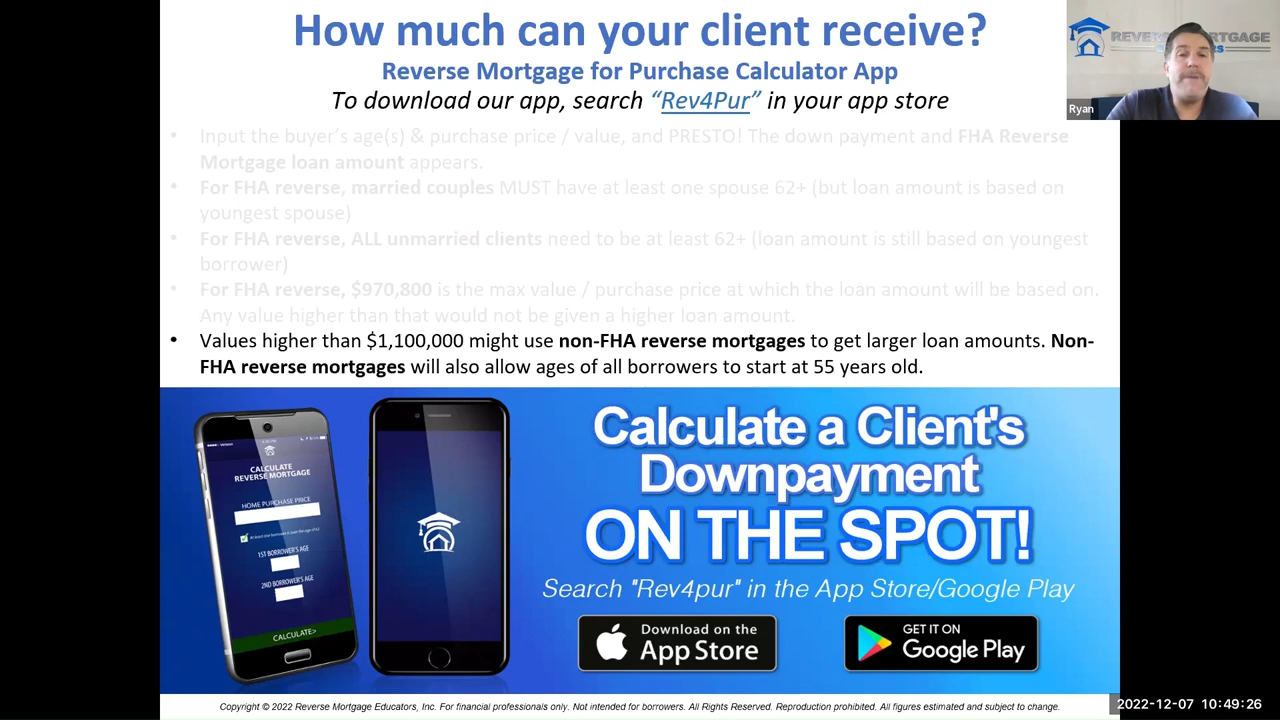 How much can your client receive?
Reverse Mortgage for Purchase Calculator App
To download our app, search “Rev4Pur” in your app store
Ryan
• Input the buyer’s age(s) & purchase price / value, and PRESTO! The down payment and FHA Reverse
Mortgage loan amount appears.
• For FHA reverse, married couples MUST have at least one spouse 62+ (but loan amount is based on
youngest spouse)
• For FHA reverse, ALL unmarried clients need to be at least 62+ (loan amount is still based on youngest
borrower)
• For FHA reverse, $970,800 is the max value / purchase price at which the loan amount will be based on.
Any value higher than that would not be given a higher loan amount.
• Values higher than $1,100,000 might use non-FHA reverse mortgages to get larger loan amounts. Non-
FHA reverse mortgages will also allow ages of all borrowers to start at 55 years old.
CALCULATE
REVERSE MORTGAGE
HOME PURCHASE PRICE
At least one borrower is over the age of 62
1ST BORROWER'S AGE
2ND BORROWER'S AGE
CALCULATE>
Calculate a Client's
Downpayment
ON THE SPOT!
Search "Rev4pur" in the App Store/Google Play
Download on the
App Store
GET IT ON
Google Play
Copyright © 2022 Reverse Mortgage Educators, Inc. For financial professionals only. Not intended for borrowers. All Rights Reserved. Reproduction prohibited. All figures estimated and subject to change.
2022-12-07 10:49:26